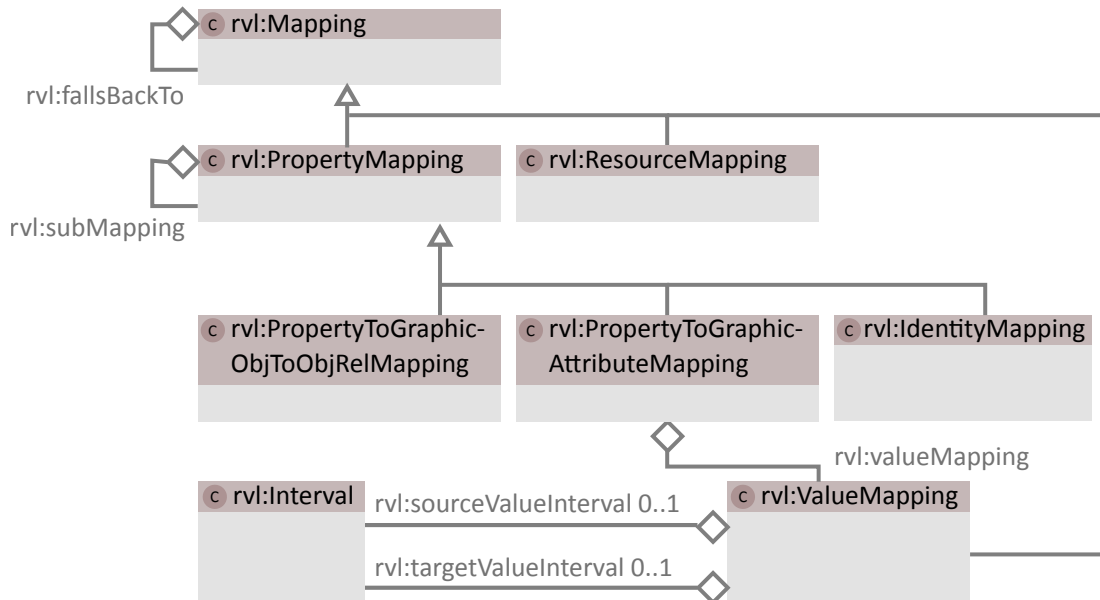 C rvl:Mapping
rvl:fallsBackTo
C rvl:PropertyMapping
C rvl:ResourceMapping
rvl:subMapping
C rvl:PropertyToGraphic-
ObjToObjRelMapping
C rvl:PropertyToGraphic-
AttributeMapping
C rvl:IdentityMapping
rvl:valueMapping
C rvl:Interval
rvl:sourceValueInterval 0..1
C rvl:ValueMapping
rvl:targetValueInterval 0..1